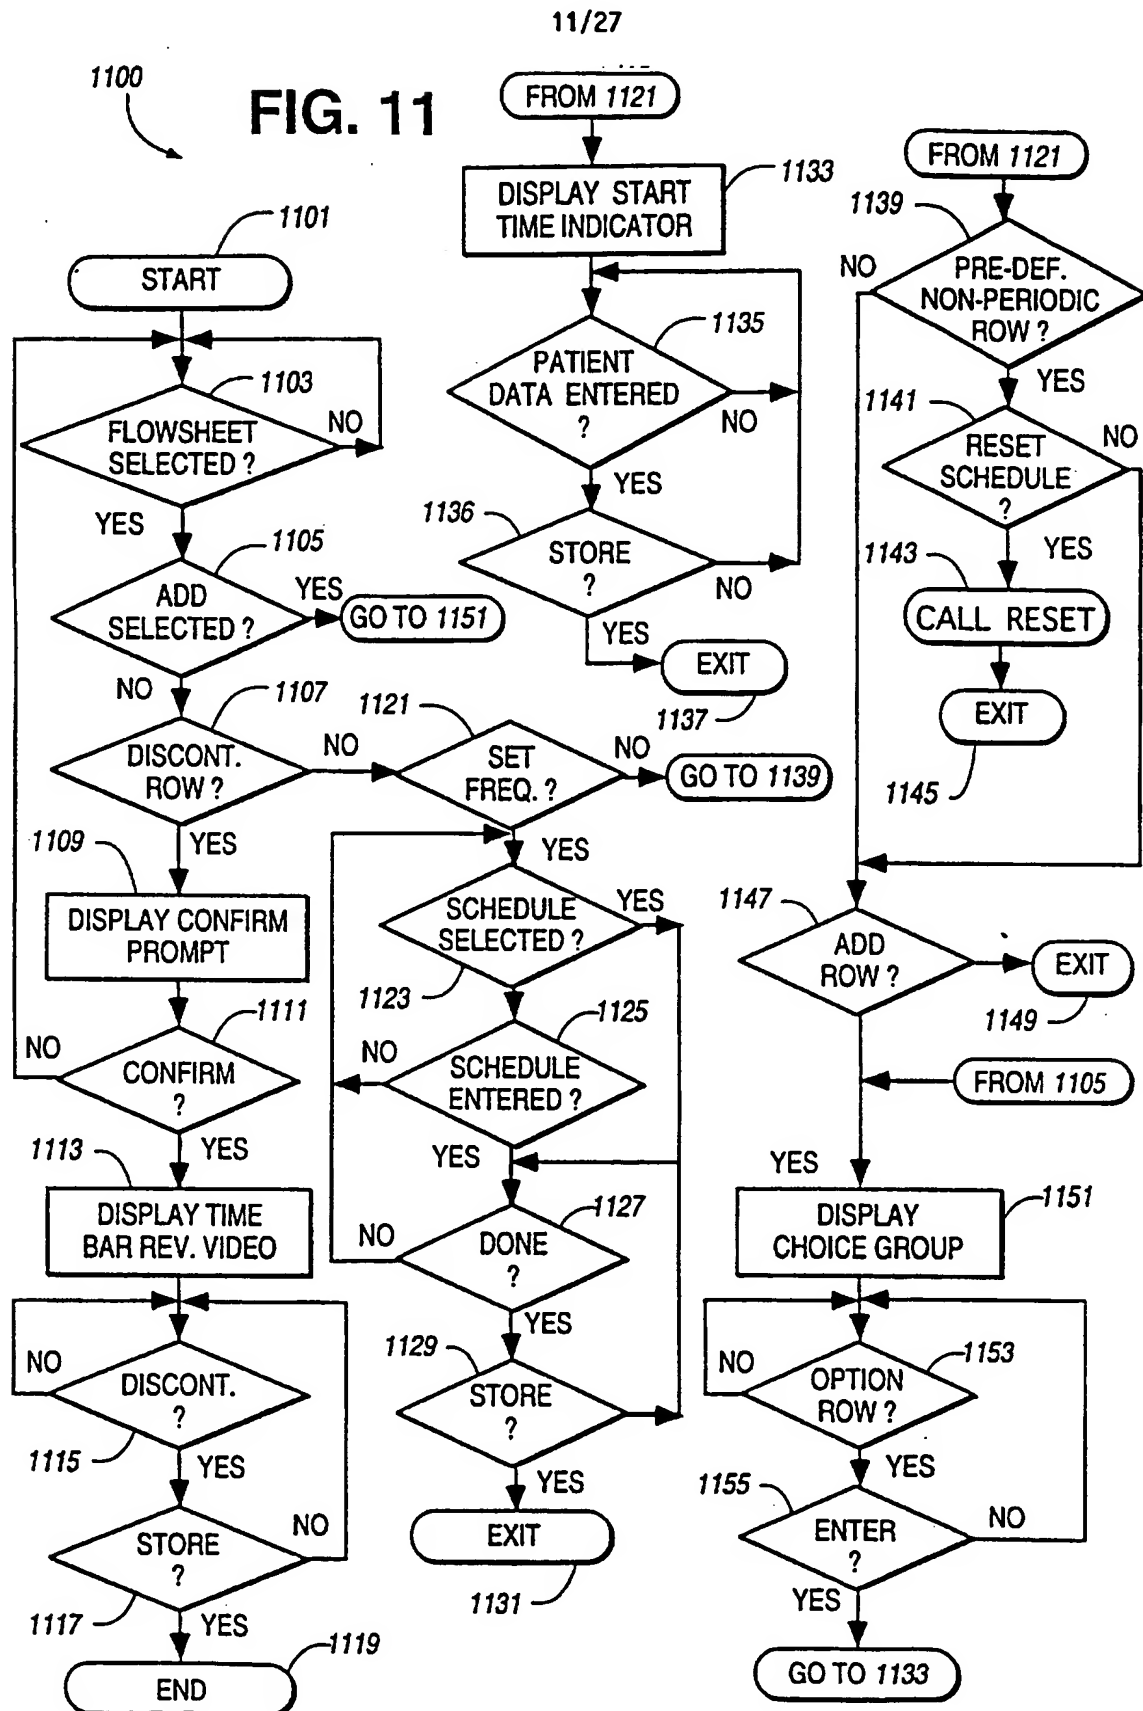 11/27
1100
FIG. 11
1101
START
1103
FLOWSHEET
SELECTED ?
NO
YES
1105
ADD
SELECTED ?
YES
GO TO 1151
NO
1107
DISCONT.
ROW ?
NO
YES
1109
DISPLAY CONFIRM
PROMPT
1111
NO
CONFIRM
?
YES
1113
DISPLAY TIME
BAR REV. VIDEO
NO
DISCONT.
?
1115
YES
STORE
?
NO
1117
YES
1119
END
FROM 1121
1133
DISPLAY START
TIME INDICATOR
1135
PATIENT
DATA ENTERED
?
NO
YES
1136
STORE
?
NO
YES
EXIT
1137
1121
SET
FREQ. ?
NO
GO TO 1139
YES
SCHEDULE
SELECTED ?
YES
1123
1125
NO
SCHEDULE
ENTERED ?
YES
1127
NO
DONE
?
YES
1129
STORE
?
YES
EXIT
1131
FROM 1121
1139
NO
PRE-DEF.
NON-PERIODIC
ROW ?
YES
1141
RESET
SCHEDULE
?
NO
YES
1143
CALL RESET
EXIT
1145
1147
ADD
ROW ?
EXIT
1149
FROM 1105
YES
1151
DISPLAY
CHOICE GROUP
1153
NO
OPTION
ROW ?
YES
1155
ENTER
?
NO
YES
GO TO 1133